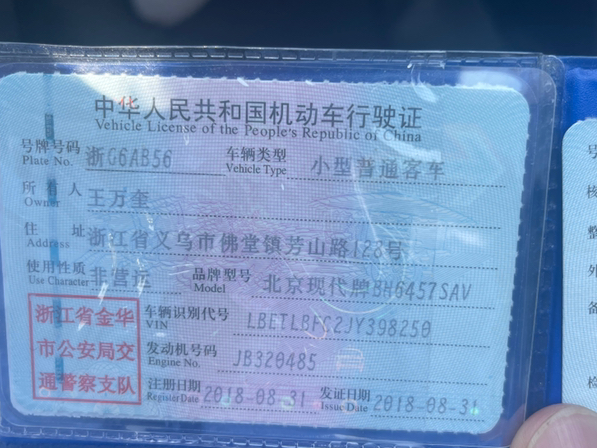 中华人民共和国机动车行驶证
Vehicle License of the People's Republic of China
号牌号码 浙G6AB56 车辆类型 小型普通客车
Plate No. Vehicle Type
所有人 王万奎
Owner
住址 浙江省义乌市佛堂镇芳山路128号
Address
使用性质 非营运 品牌型号 北京现代牌BH6457SAV
Use Character Model
浙江省金华
市公安局交
通警察支队
车辆识别代号 LBETLBFC2JY398250
VIN
发动机号码 JB320485
Engine No.
注册日期 2018-08-31 发证日期 2018-08-31
Register Date Issue Date
号
核
整
外
备
检